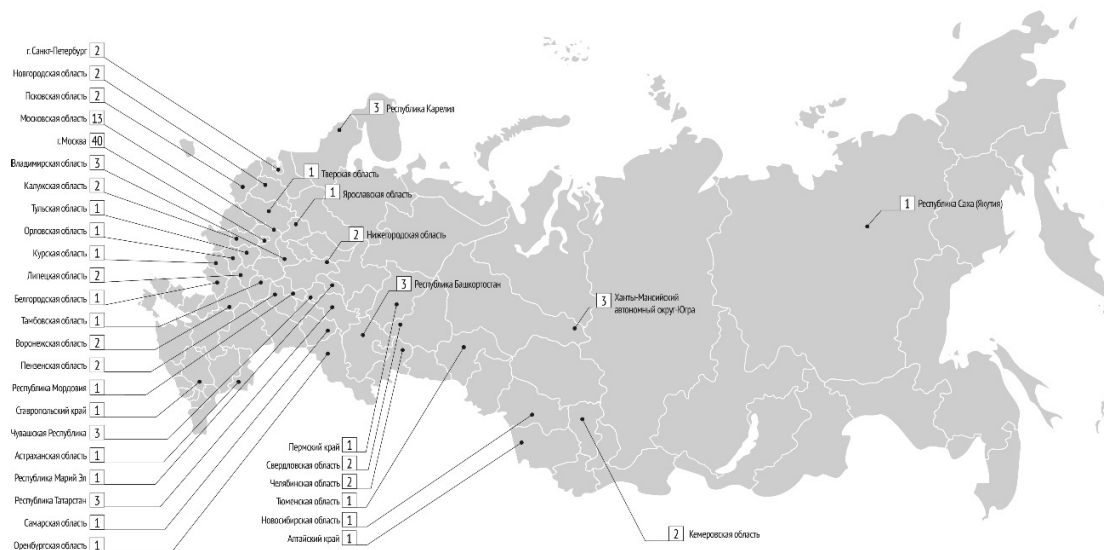 г. Санкт-Петербург 2
Новгородская область 2
Псковская область 2
Московская область 13
г. Москва 40
Владимирская область 3
Калужская область 2
Тульская область 1
Орловская область 1
Курская область 1
Липецкая область 2
Белгородская область 1
Тамбовская область 1
Воронежская область 2
Пензенская область 2
Республика Мордовия 1
Ставропольский край 1
Чувашская Республика 3
Астраханская область 1
Республика Марий Эл 1
Республика Татарстан 3
Самарская область 1
Оренбургская область 1
3 Республика Карелия
1 Тверская область
1 Ярославская область
2 Нижегородская область
3 Республика Башкортостан
3 Ханты-Мансийский
автономный округ-Югра
1 Республика Саха (Якутия)
Пермский край 1
Свердловская область 2
Челябинская область 2
Тюменская область 1
Новосибирская область 1
Алтайский край 1
2 Кемеровская область